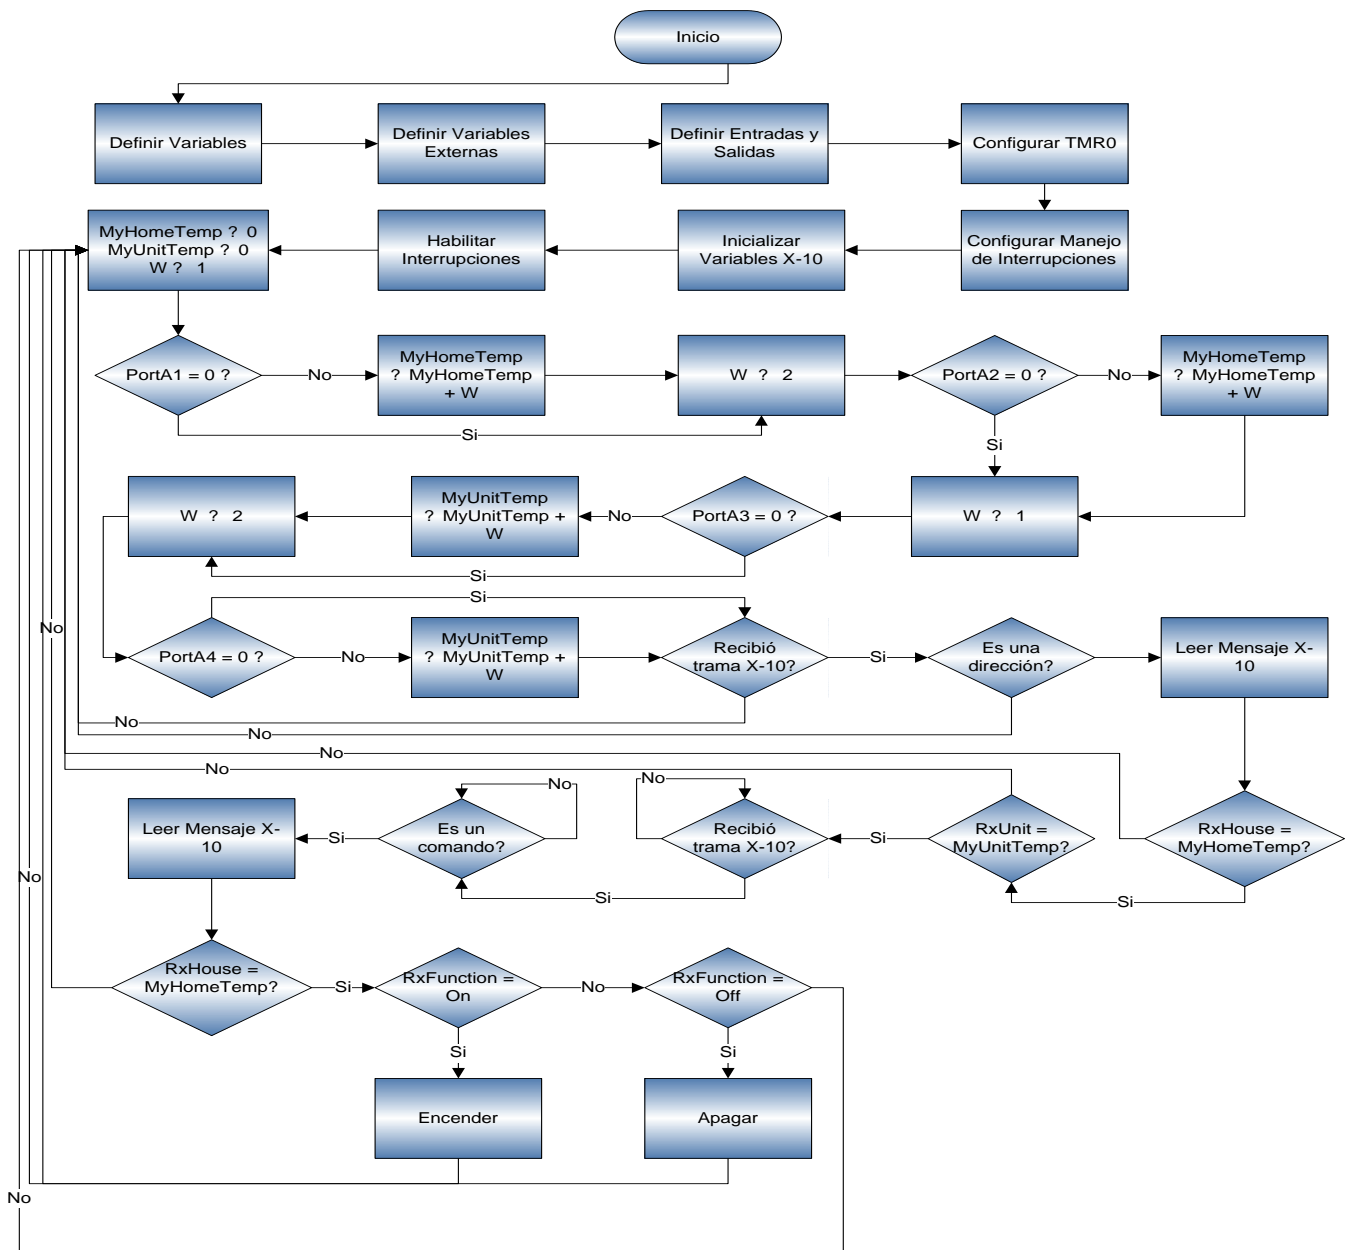 Inicio
Definir Variables
Definir Variables
Externas
Definir Entradas y
Salidas
Configurar TMR0
MyHomeTemp ? 0
MyUnitTemp ? 0
W ? 1
Habilitar
Interrupciones
Inicializar
Variables X-10
Configurar Manejo
de Interrupciones
PortA1 = 0 ?
No
MyHomeTemp
? MyHomeTemp
+ W
W ? 2
PortA2 = 0 ?
No
MyHomeTemp
? MyHomeTemp
+ W
Si
Si
W ? 2
MyUnitTemp
? MyUnitTemp +
W
No
PortA3 = 0 ?
W ? 1
Si
Si
No
PortA4 = 0 ?
No
MyUnitTemp
? MyUnitTemp +
W
Recibió
trama X-10?
Si
Es una
dirección?
Leer Mensaje X-
10
No
No
No
No
Leer Mensaje X-
10
Si
Es un
comando?
No
No
Recibió
trama X-10?
Si
RxUnit =
MyUnitTemp?
RxHouse =
MyHomeTemp?
Si
Si
No
RxHouse =
MyHomeTemp?
Si
RxFunction =
On
No
RxFunction =
Off
Si
Si
Encender
Apagar
No